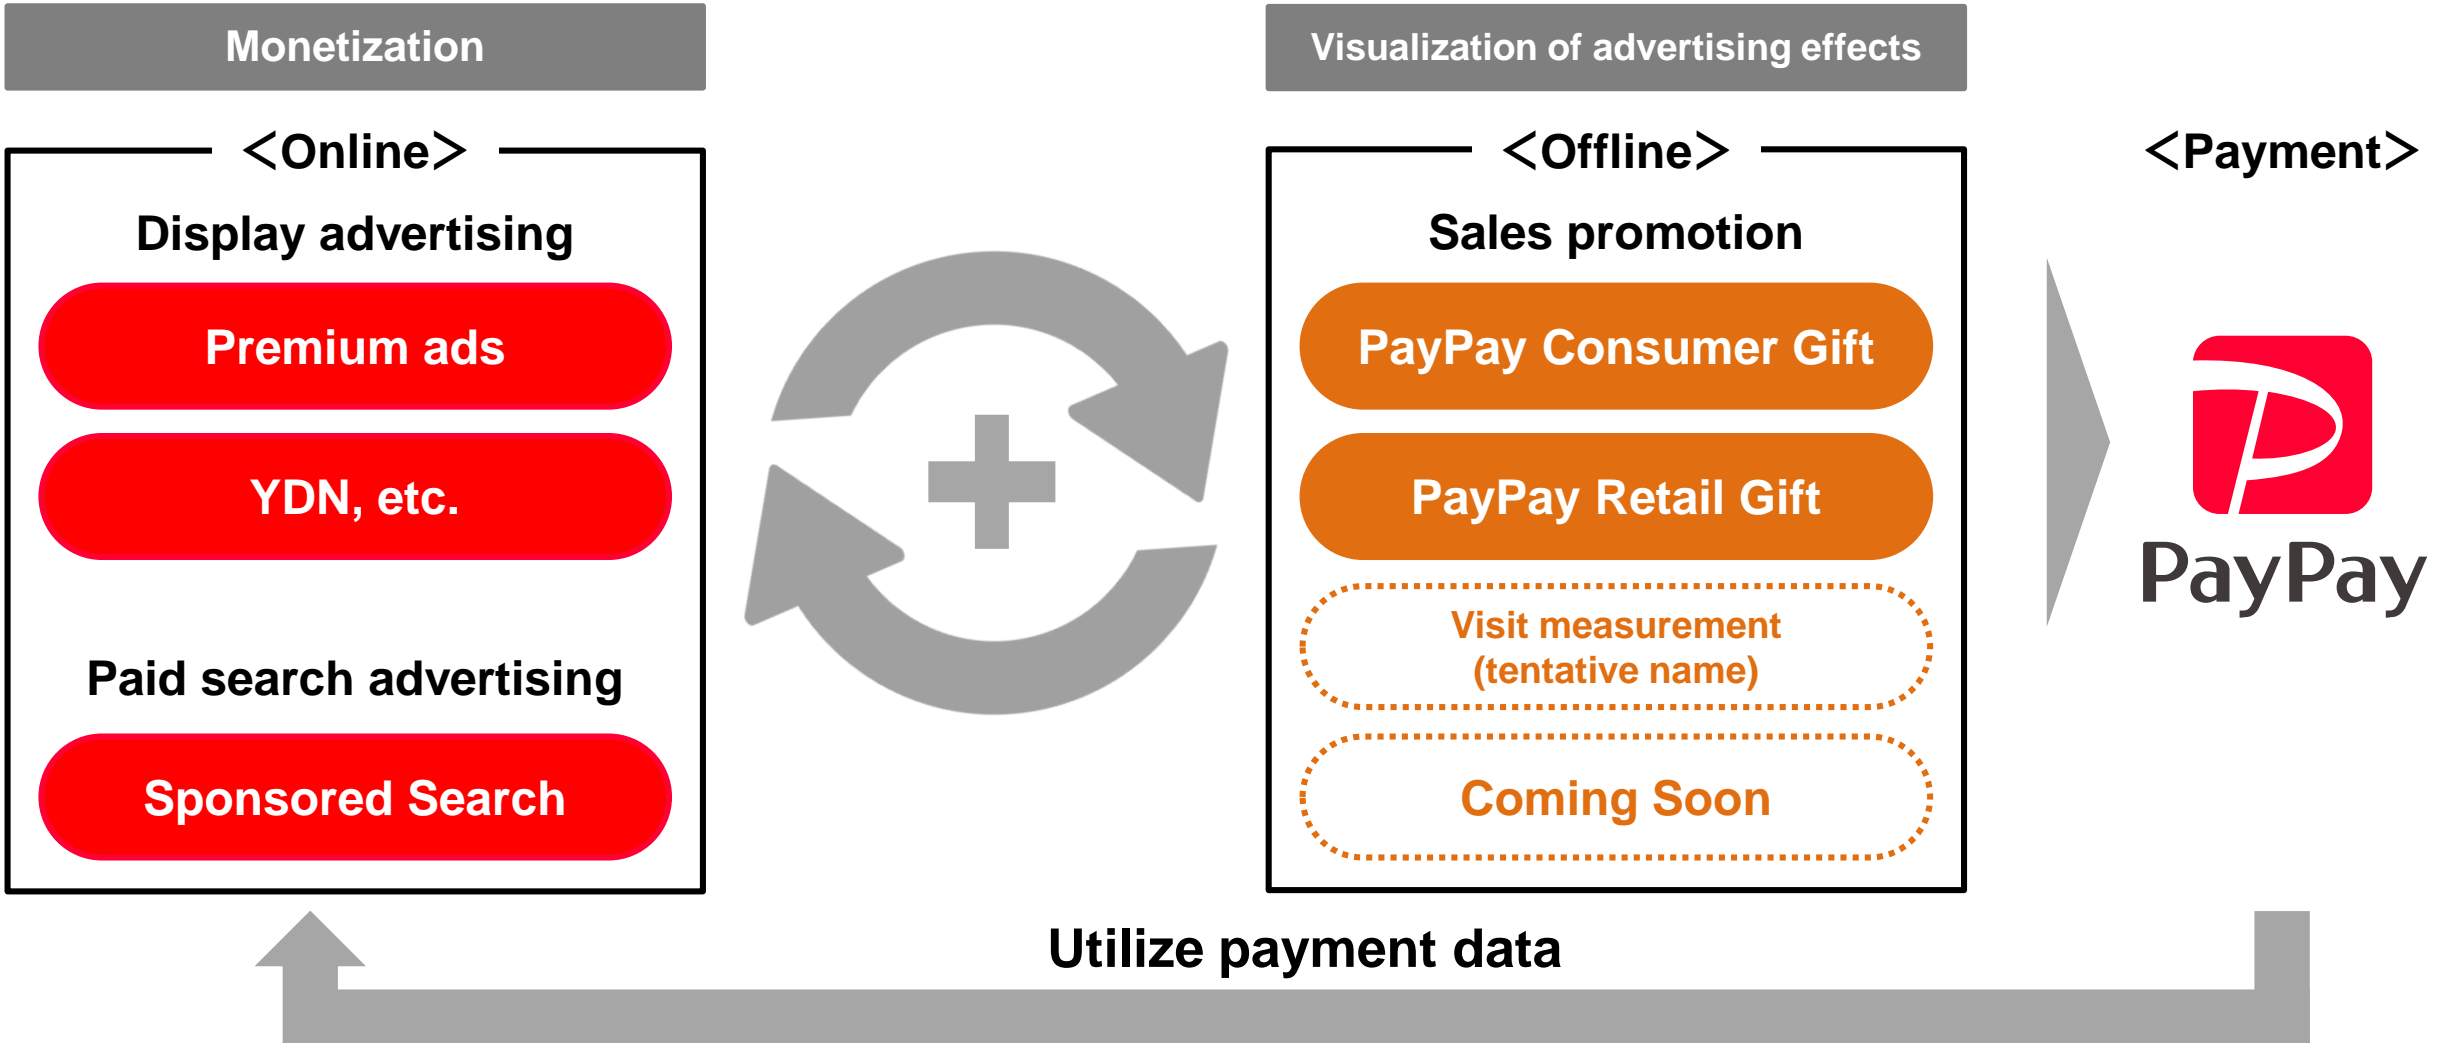 Monetization
Visualization of advertising effects
<Online>
Display advertising
Premium ads
YDN, etc.
Paid search advertising
Sponsored Search
<Offline>
Sales promotion
PayPay Consumer Gift
PayPay Retail Gift
Visit measurement
(tentative name)
Coming Soon
<Payment>
PayPay
Utilize payment data